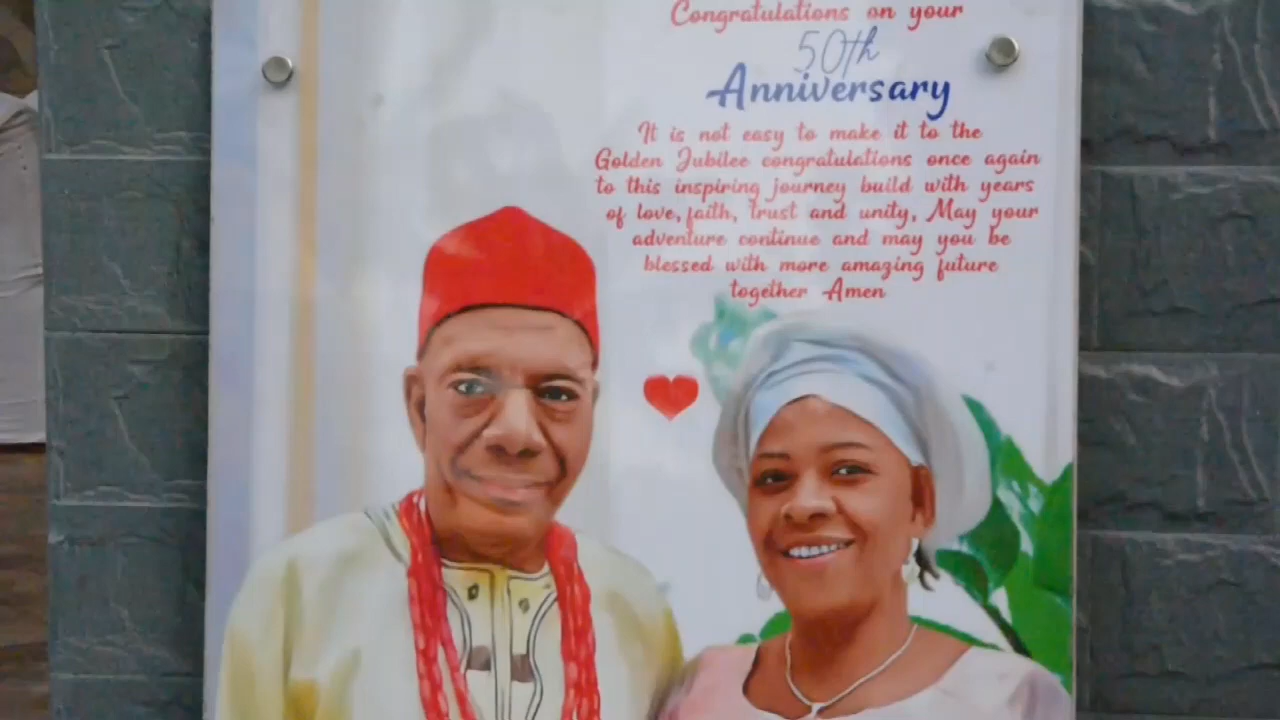 Congratulations on your
50th
Anniversary
It is not easy to make it to the
Golden Jubilee congratulations once again
to this inspiring journey build with years
of love, faith, trust and unity, May your
adventure continue and may you be
blessed with more amazing future
together Amen